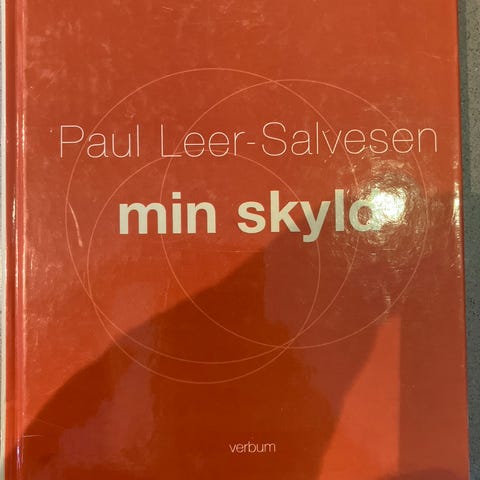 Paul Leer-Salvesen
min skyld
verbum